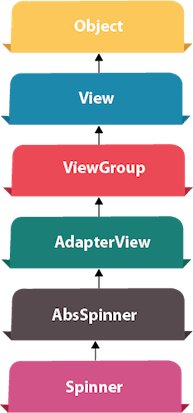 Object
View
ViewGroup
AdapterView
AbsSpinner
Spinner